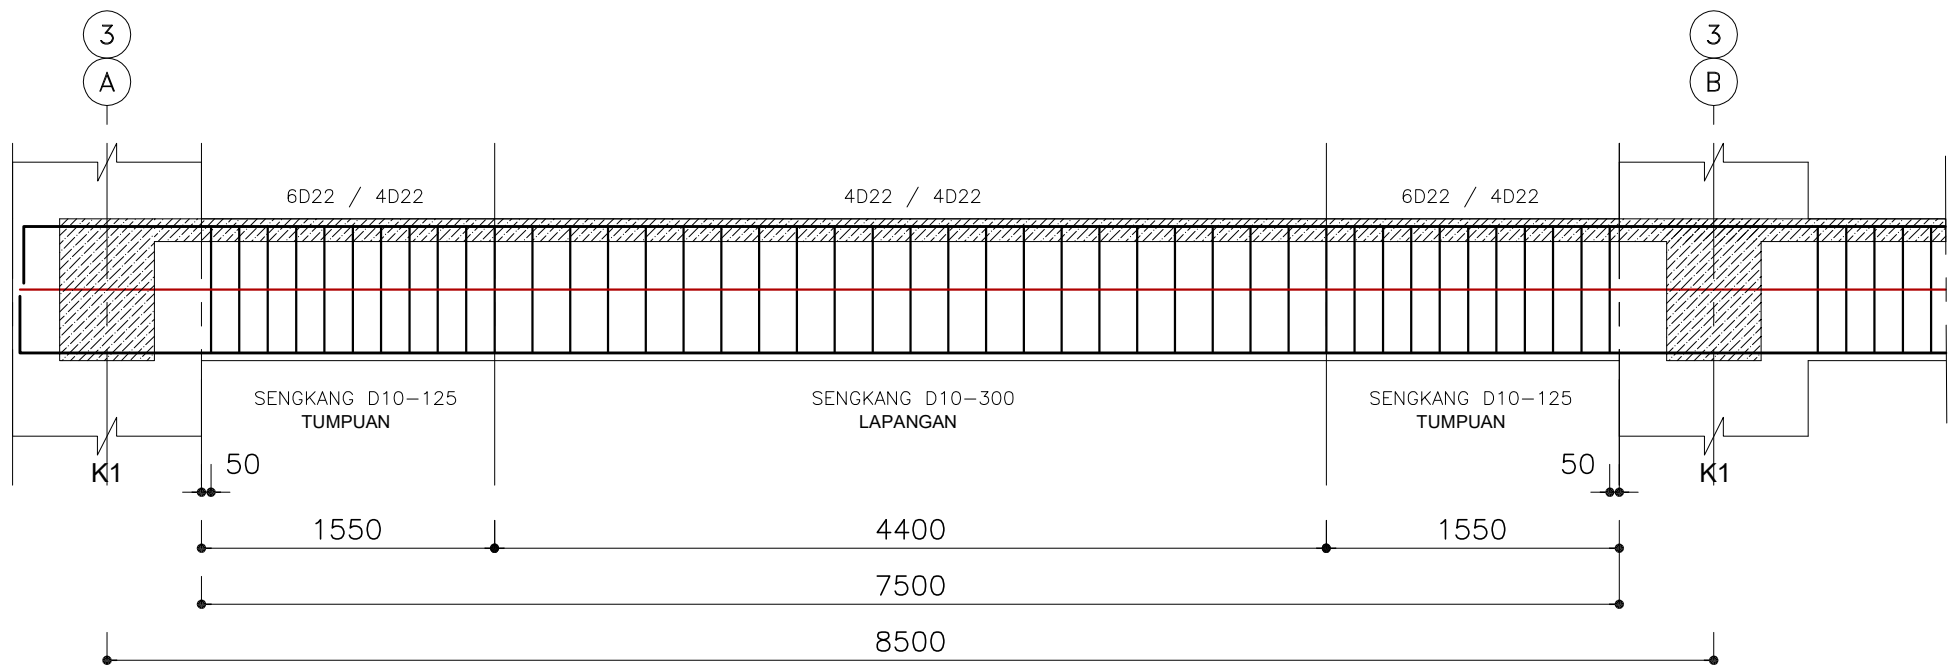 3
3
A
B
6D22 / 4D22
4D22 / 4D22
6D22 / 4D22
SENGKANG D10-125
TUMPUAN
SENGKANG D10-300
LAPANGAN
SENGKANG D10-125
TUMPUAN
K1
50
50
K1
1550
4400
1550
7500
8500